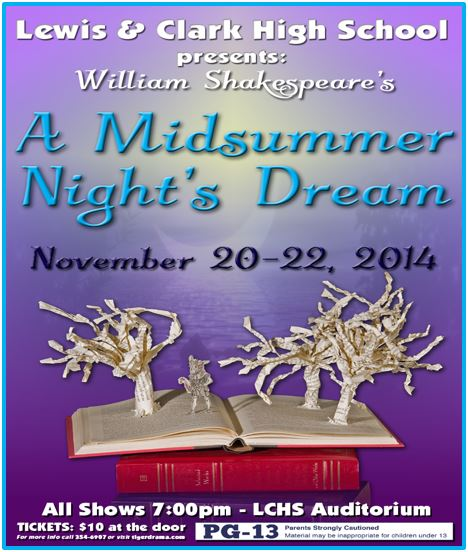 Lewis & Clark High School
presents:
William Shakespeare's
A Midsummer
Night's Dream
November 20-22, 2014
All Shows 7:00pm - LCHS Auditorium
TICKETS: $10 at the door
For more info call 354-6907 or visit tigerdrama.com
PG-13
Parents Strongly Cautioned
Material may be inappropriate for children under 13